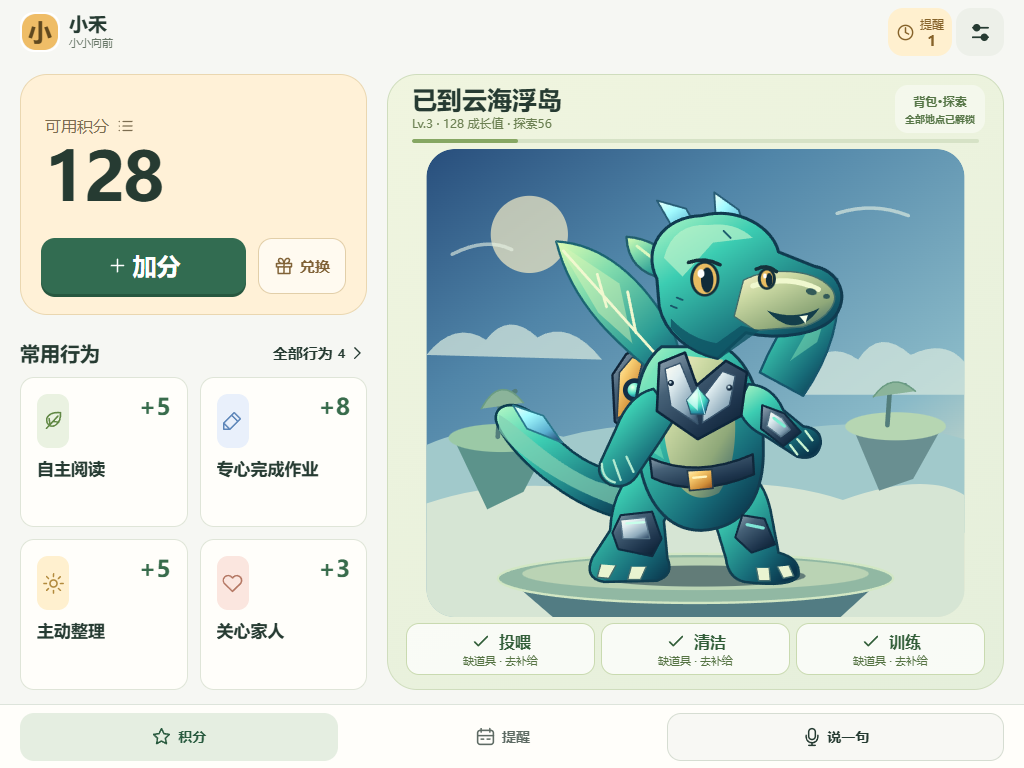 小
小禾
小小向前
提醒
1
可用积分
128
+ 加分
兑换
常用行为
全部行为 4
+5
自主阅读
+8
专心完成作业
+5
主动整理
+3
关心家人
已到云海浮岛
Lv.3 · 128 成长值 · 探索56
背包•探索
全部地点已解锁
投喂
缺道具 · 去补给
清洁
缺道具 · 去补给
训练
缺道具 · 去补给
积分
提醒
说一句